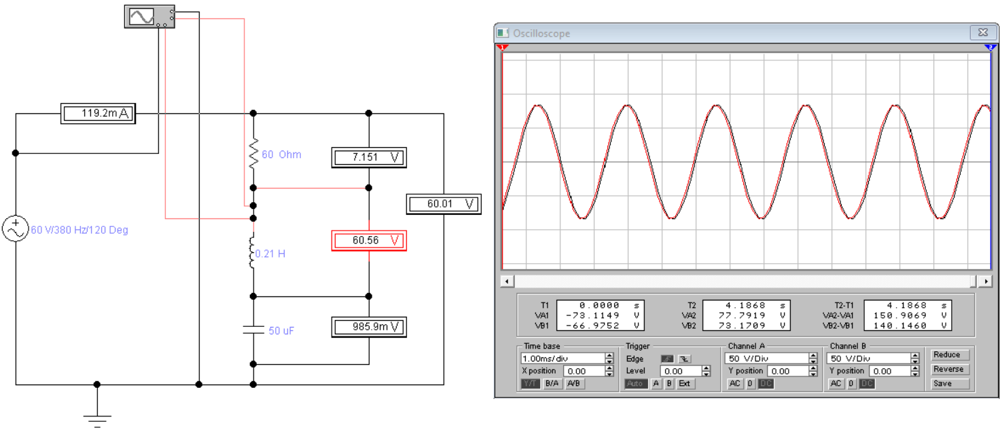 119.2m A
60 Ohm
7.151 V
60.01 V
60 V/380 Hz/120 Deg
60.56 V
0.21 H
985.9m V
50 uF
Oscilloscope
1
2
T1 0.0000 s
VA1 -73.1149 V
VB1 -66.9752 V
T2 4.1868 s
VA2 77.7919 V
VB2 73.1709 V
T2-T1 4.1868 s
VA2-VA1 150.9069 V
VB2-VB1 140.1460 V
Time base
1.00ms/div
X position 0.00
Y/T B/A A/B
Trigger
Edge
Level 0.00
Auto A B Ext
Channel A
50 V/Div
Y position 0.00
AC 0 DC
Channel B
50 V/Div
Y position 0.00
AC 0 DC
Reduce
Reverse
Save